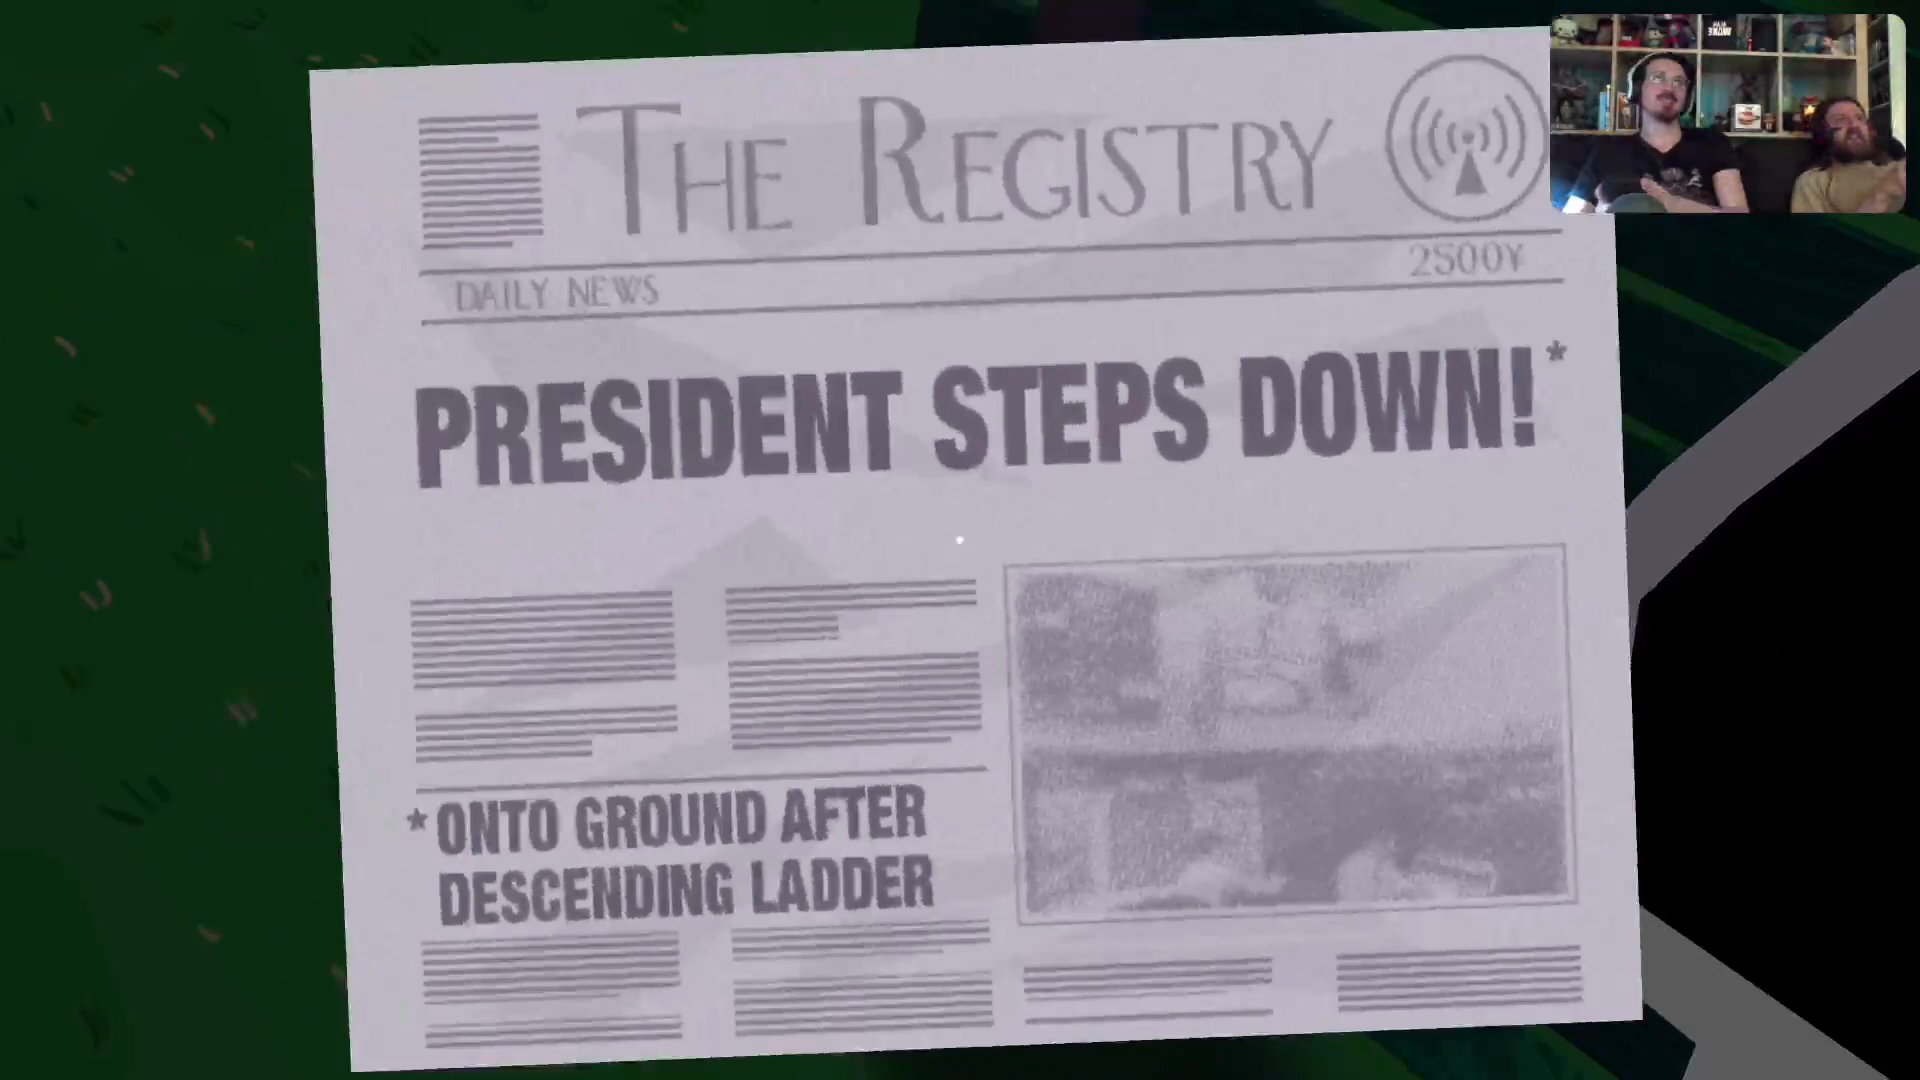 THE REGISTRY
DAILY NEWS
2500¥
PRESIDENT STEPS DOWN!*
*ONTO GROUND AFTER
DESCENDING LADDER